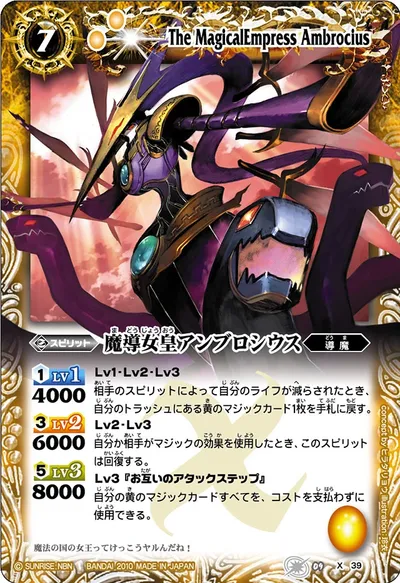 7
The MagicalEmpress Ambrocius
スピリット 魔導女皇アンブロシウス 導魔
1 LV1 4000
Lv1・Lv2・Lv3
相手のスピリットによって自分のライフが減らされたとき、
自分のトラッシュにある黄のマジックカード1枚を手札に戻す。
3 LV2 6000
Lv2・Lv3
自分か相手がマジックの効果を使用したとき、このスピリット
は回復する。
5 LV3 8000
Lv3『お互いのアタックステップ』
自分の黄のマジックカードすべてを、コストを支払わずに
使用できる。
魔法の国の女王ってけっこうヤルんだね！
©SUNRISE・NBN BANDAI 2010 MADE IN JAPAN
09 X 39